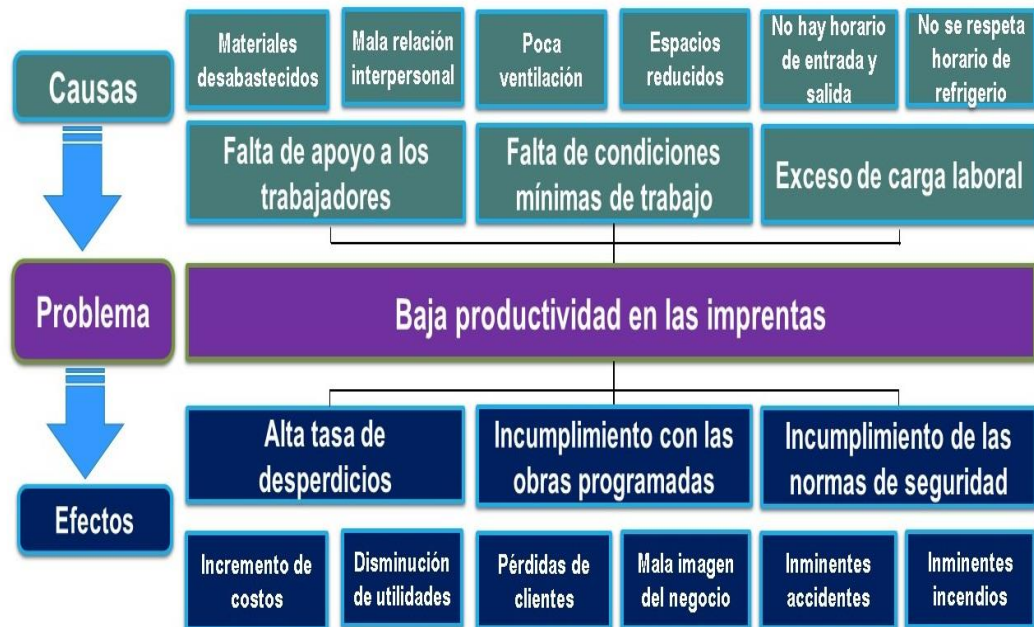 Causas
Materiales
desabastecidos
Mala relación
interpersonal
Poca
ventilación
Espacios
reducidos
No hay horario
de entrada y
salida
No se respeta
horario de
refrigerio
Falta de apoyo a los
trabajadores
Falta de condiciones
mínimas de trabajo
Exceso de carga laboral
Problema
Baja productividad en las imprentas
Efectos
Alta tasa de
desperdicios
Incumplimiento con las
obras programadas
Incumplimiento de las
normas de seguridad
Incremento de
costos
Disminución
de utilidades
Pérdidas de
clientes
Mala imagen
del negocio
Inminentes
accidentes
Inminentes
incendios